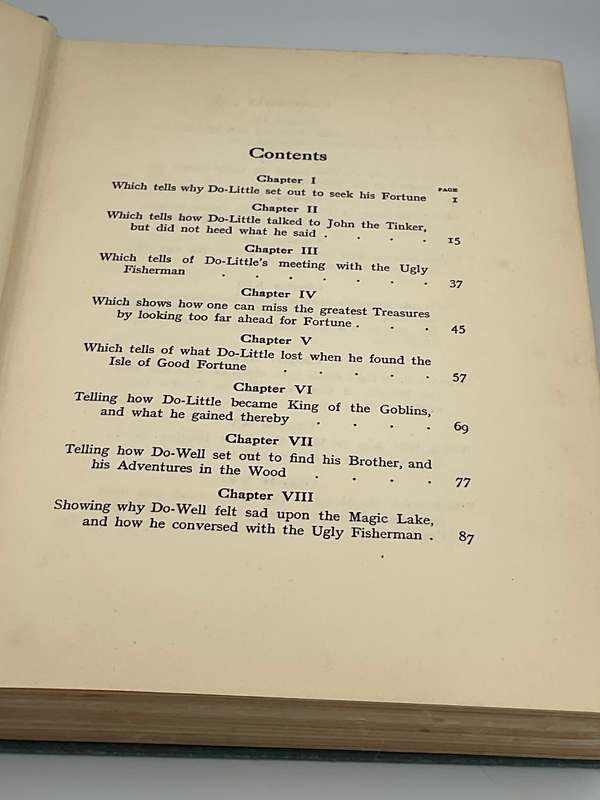 Contents
Chapter I
PAGE
Which tells why Do-Little set out to seek his Fortune 1
Chapter II
Which tells how Do-Little talked to John the Tinker,
but did not heed what he said . . . . 15
Chapter III
Which tells of Do-Little's meeting with the Ugly
Fisherman . . . . . . . 37
Chapter IV
Which shows how one can miss the greatest Treasures
by looking too far ahead for Fortune . . . 45
Chapter V
Which tells of what Do-Little lost when he found the
Isle of Good Fortune . . . . . 57
Chapter VI
Telling how Do-Little became King of the Goblins,
and what he gained thereby . . . . 69
Chapter VII
Telling how Do-Well set out to find his Brother, and
his Adventures in the Wood . . . . 77
Chapter VIII
Showing why Do-Well felt sad upon the Magic Lake,
and how he conversed with the Ugly Fisherman . 87